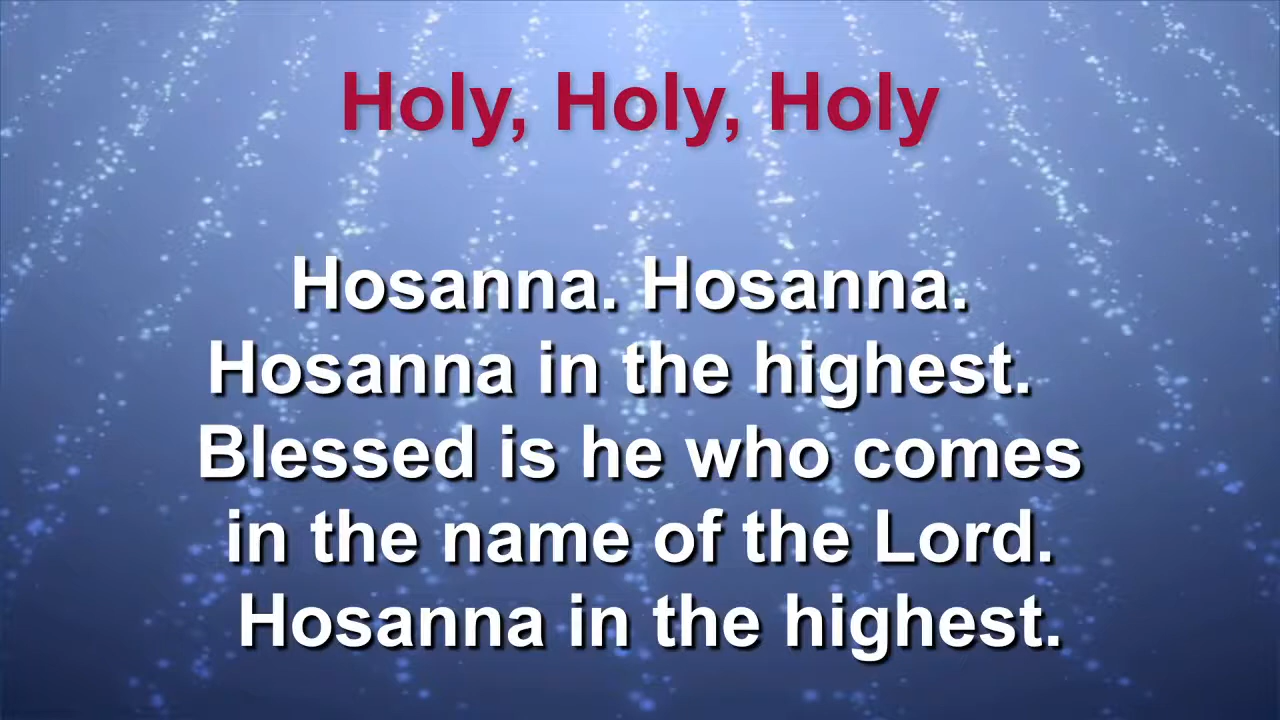 Holy, Holy, Holy
Hosanna. Hosanna.
Hosanna in the highest.
Blessed is he who comes
in the name of the Lord.
Hosanna in the highest.